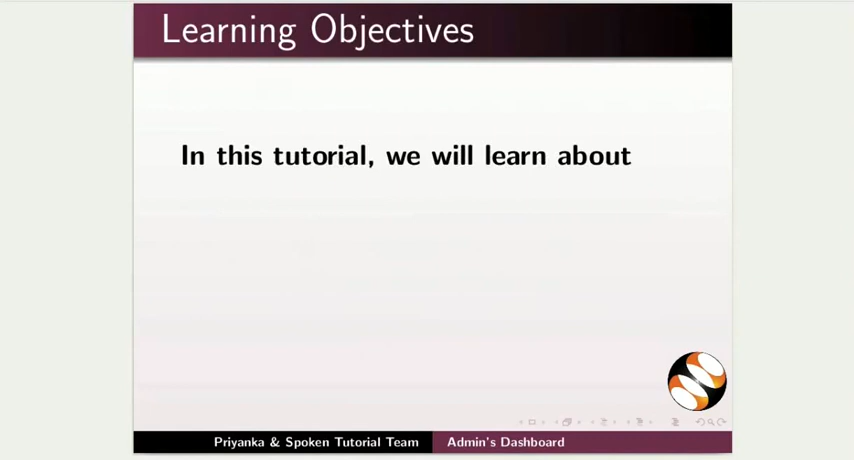 Learning Objectives
In this tutorial, we will learn about
Priyanka & Spoken Tutorial Team
Admin's Dashboard